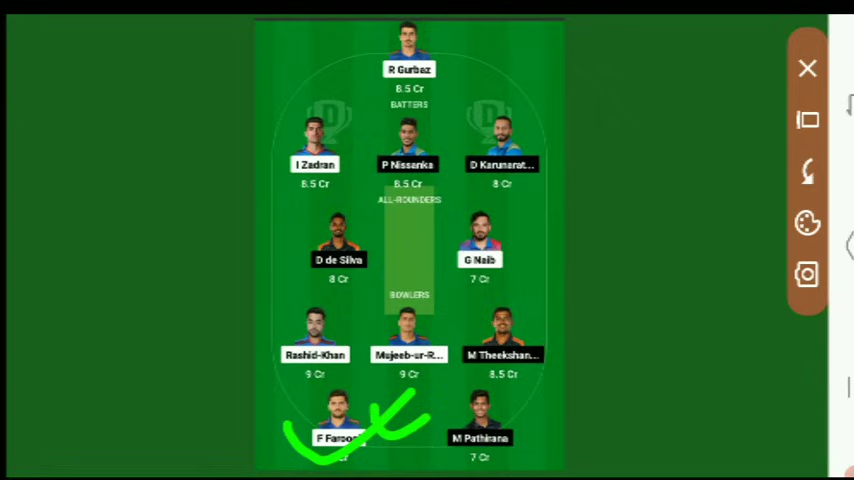 R Gurbaz
8.5 Cr
BATTERS
I Zadran P Nissanka D Karunarat...
8.5 Cr 8.5 Cr 8 Cr
ALL-ROUNDERS
D de Silva G Naib
8 Cr 7 Cr
BOWLERS
Rashid-Khan Mujeeb-ur-R... M Theekshan...
9 Cr 9 Cr 8.5 Cr
F Farooq M Pathirana
Cr 7 Cr